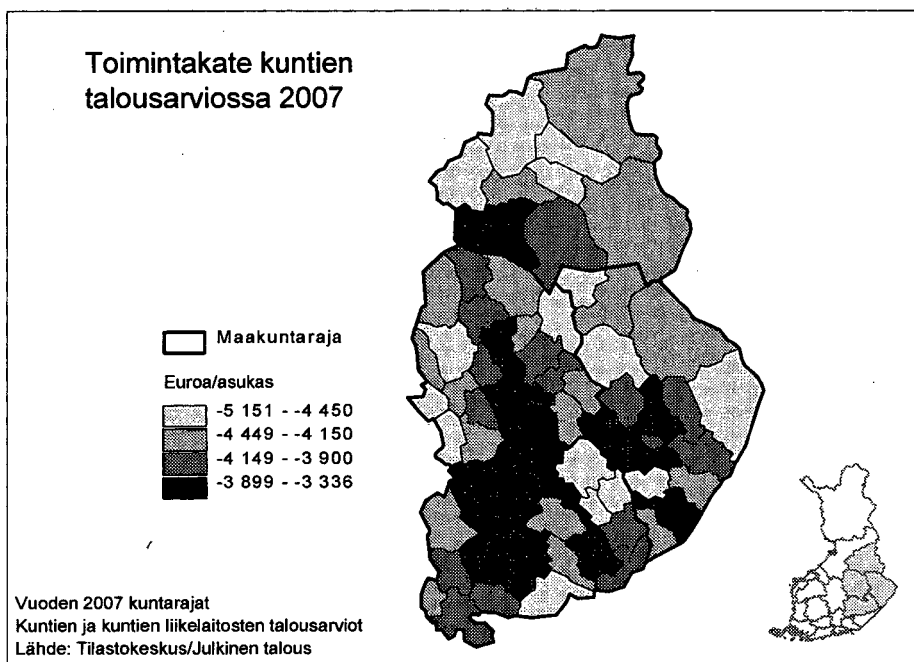 Toimintakate kuntien
talousarviossa 2007
Maakuntaraja
Euroa/asukas
-5 151 - -4 450
-4 449 - -4 150
-4 149 - -3 900
-3 899 - -3 336
Vuoden 2007 kuntarajat
Kuntien ja kuntien liikelaitosten talousarviot
Lähde: Tilastokeskus/Julkinen talous